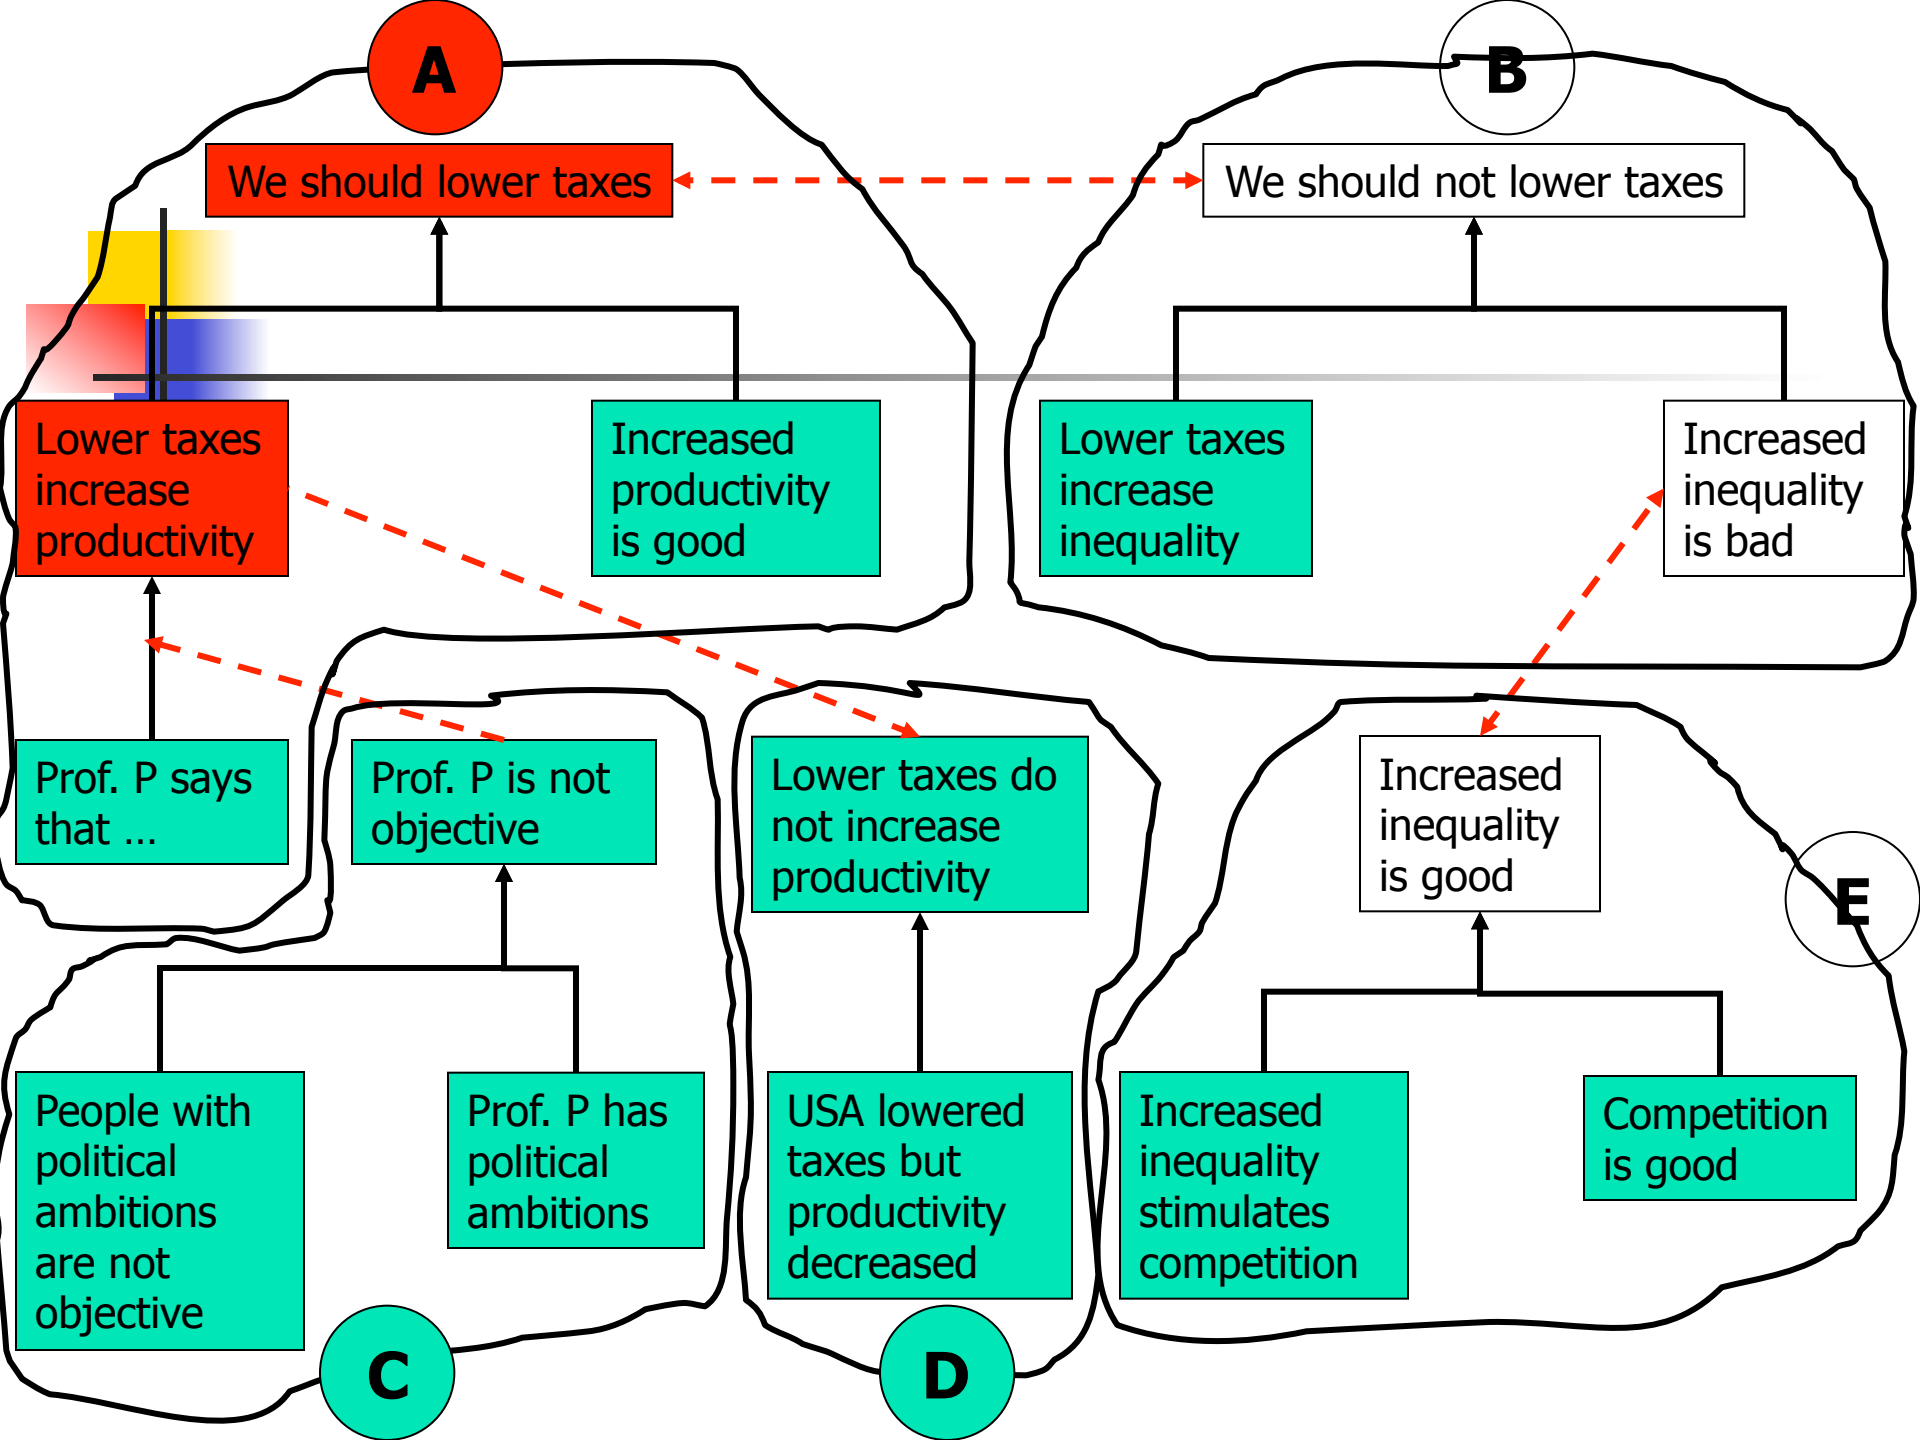 A
B
We should lower taxes
We should not lower taxes
Lower taxes
increase
productivity
Increased
productivity
is good
Lower taxes
increase
inequality
Increased
inequality
is bad
Prof. P says
that …
Prof. P is not
objective
Lower taxes do
not increase
productivity
Increased
inequality
is good
E
People with
political
ambitions
are not
objective
Prof. P has
political
ambitions
USA lowered
taxes but
productivity
decreased
Increased
inequality
stimulates
competition
Competition
is good
C
D